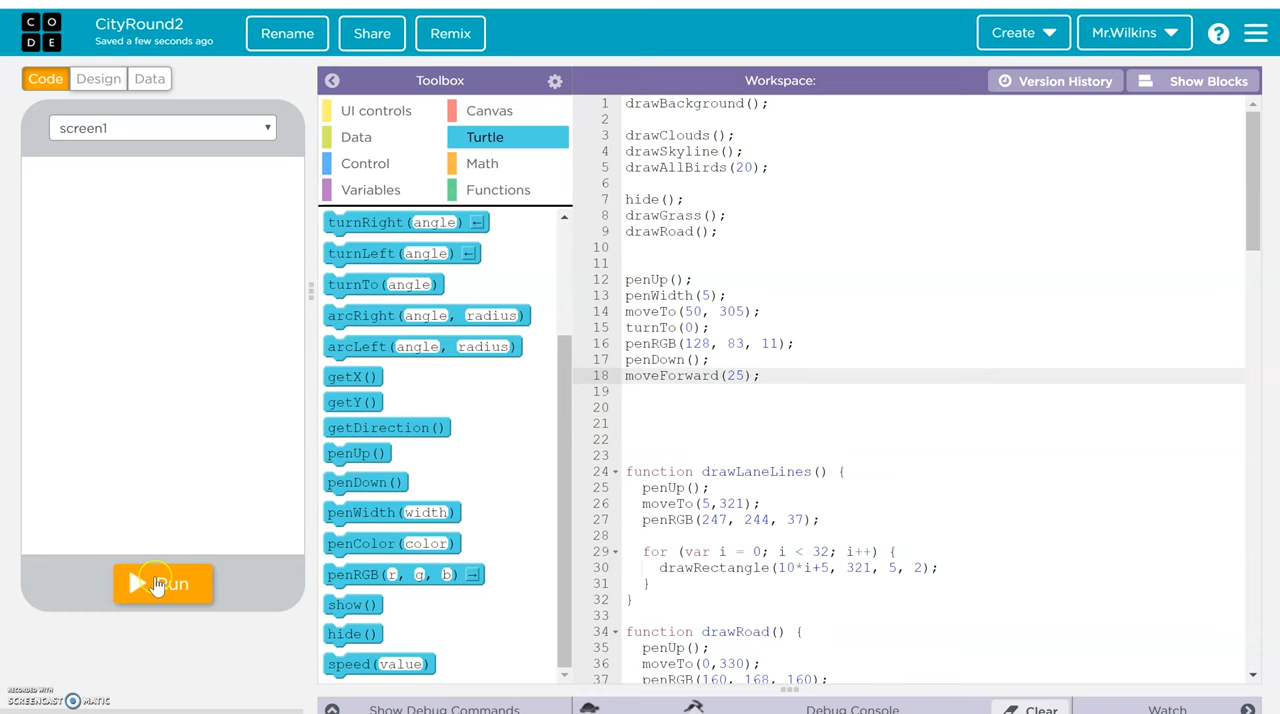 CODE
CityRound2
Saved a few seconds ago
Rename
Share
Remix
Create
Mr.Wilkins
?
Code
Design
Data
Toolbox
Workspace:
Version History
Show Blocks
screen1
UI controls
Canvas
Data
Turtle
Control
Math
Variables
Functions
turnRight(angle)
turnLeft(angle)
turnTo(angle)
arcRight(angle, radius)
arcLeft(angle, radius)
getX()
getY()
getDirection()
penUp()
penDown()
penWidth(width)
penColor(color)
penRGB(r, g, b)
show()
hide()
speed(value)
1 drawBackground();
2
3 drawClouds();
4 drawSkyline();
5 drawAllBirds(20);
6
7 hide();
8 drawGrass();
9 drawRoad();
10
11
12 penUp();
13 penWidth(5);
14 moveTo(50, 305);
15 turnTo(0);
16 penRGB(128, 83, 11);
17 penDown();
18 moveForward(25);
19
20
21
22
23
24 function drawLaneLines() {
25 penUp();
26 moveTo(5,321);
27 penRGB(247, 244, 37);
28
29 for (var i = 0; i < 32; i++) {
30 drawRectangle(10*i+5, 321, 5, 2);
31 }
32 }
33
34 function drawRoad() {
35 penUp();
36 moveTo(0,330);
37 penRGB(160, 168, 160);
Run
RECORDED WITH
SCREENCAST MATIC
Show Debug Commands
Debug Console
Clear
Watch